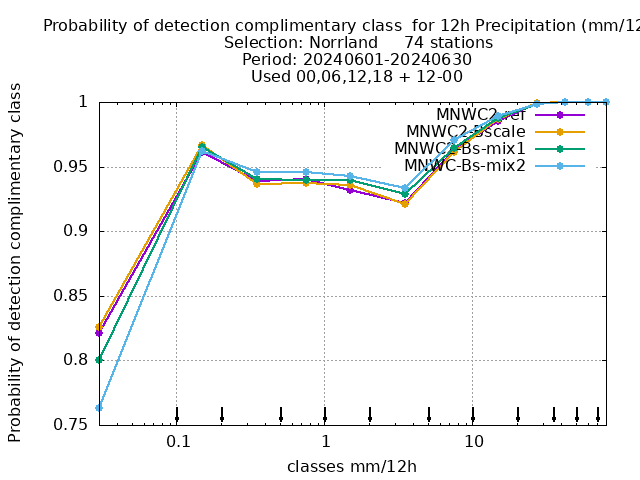 Probability of detection complimentary class  for 12h Precipitation (mm/12
Selection: Norrland     74 stations
Period: 20240601-20240630
Used 00,06,12,18 + 12-00
Probability of detection complimentary class
1
0.95
0.9
0.85
0.8
0.75
MNWC2-ref
MNWC2-Bscale
MNWC2-Bs-mix1
MNWC-Bs-mix2
0.1
1
10
classes mm/12h